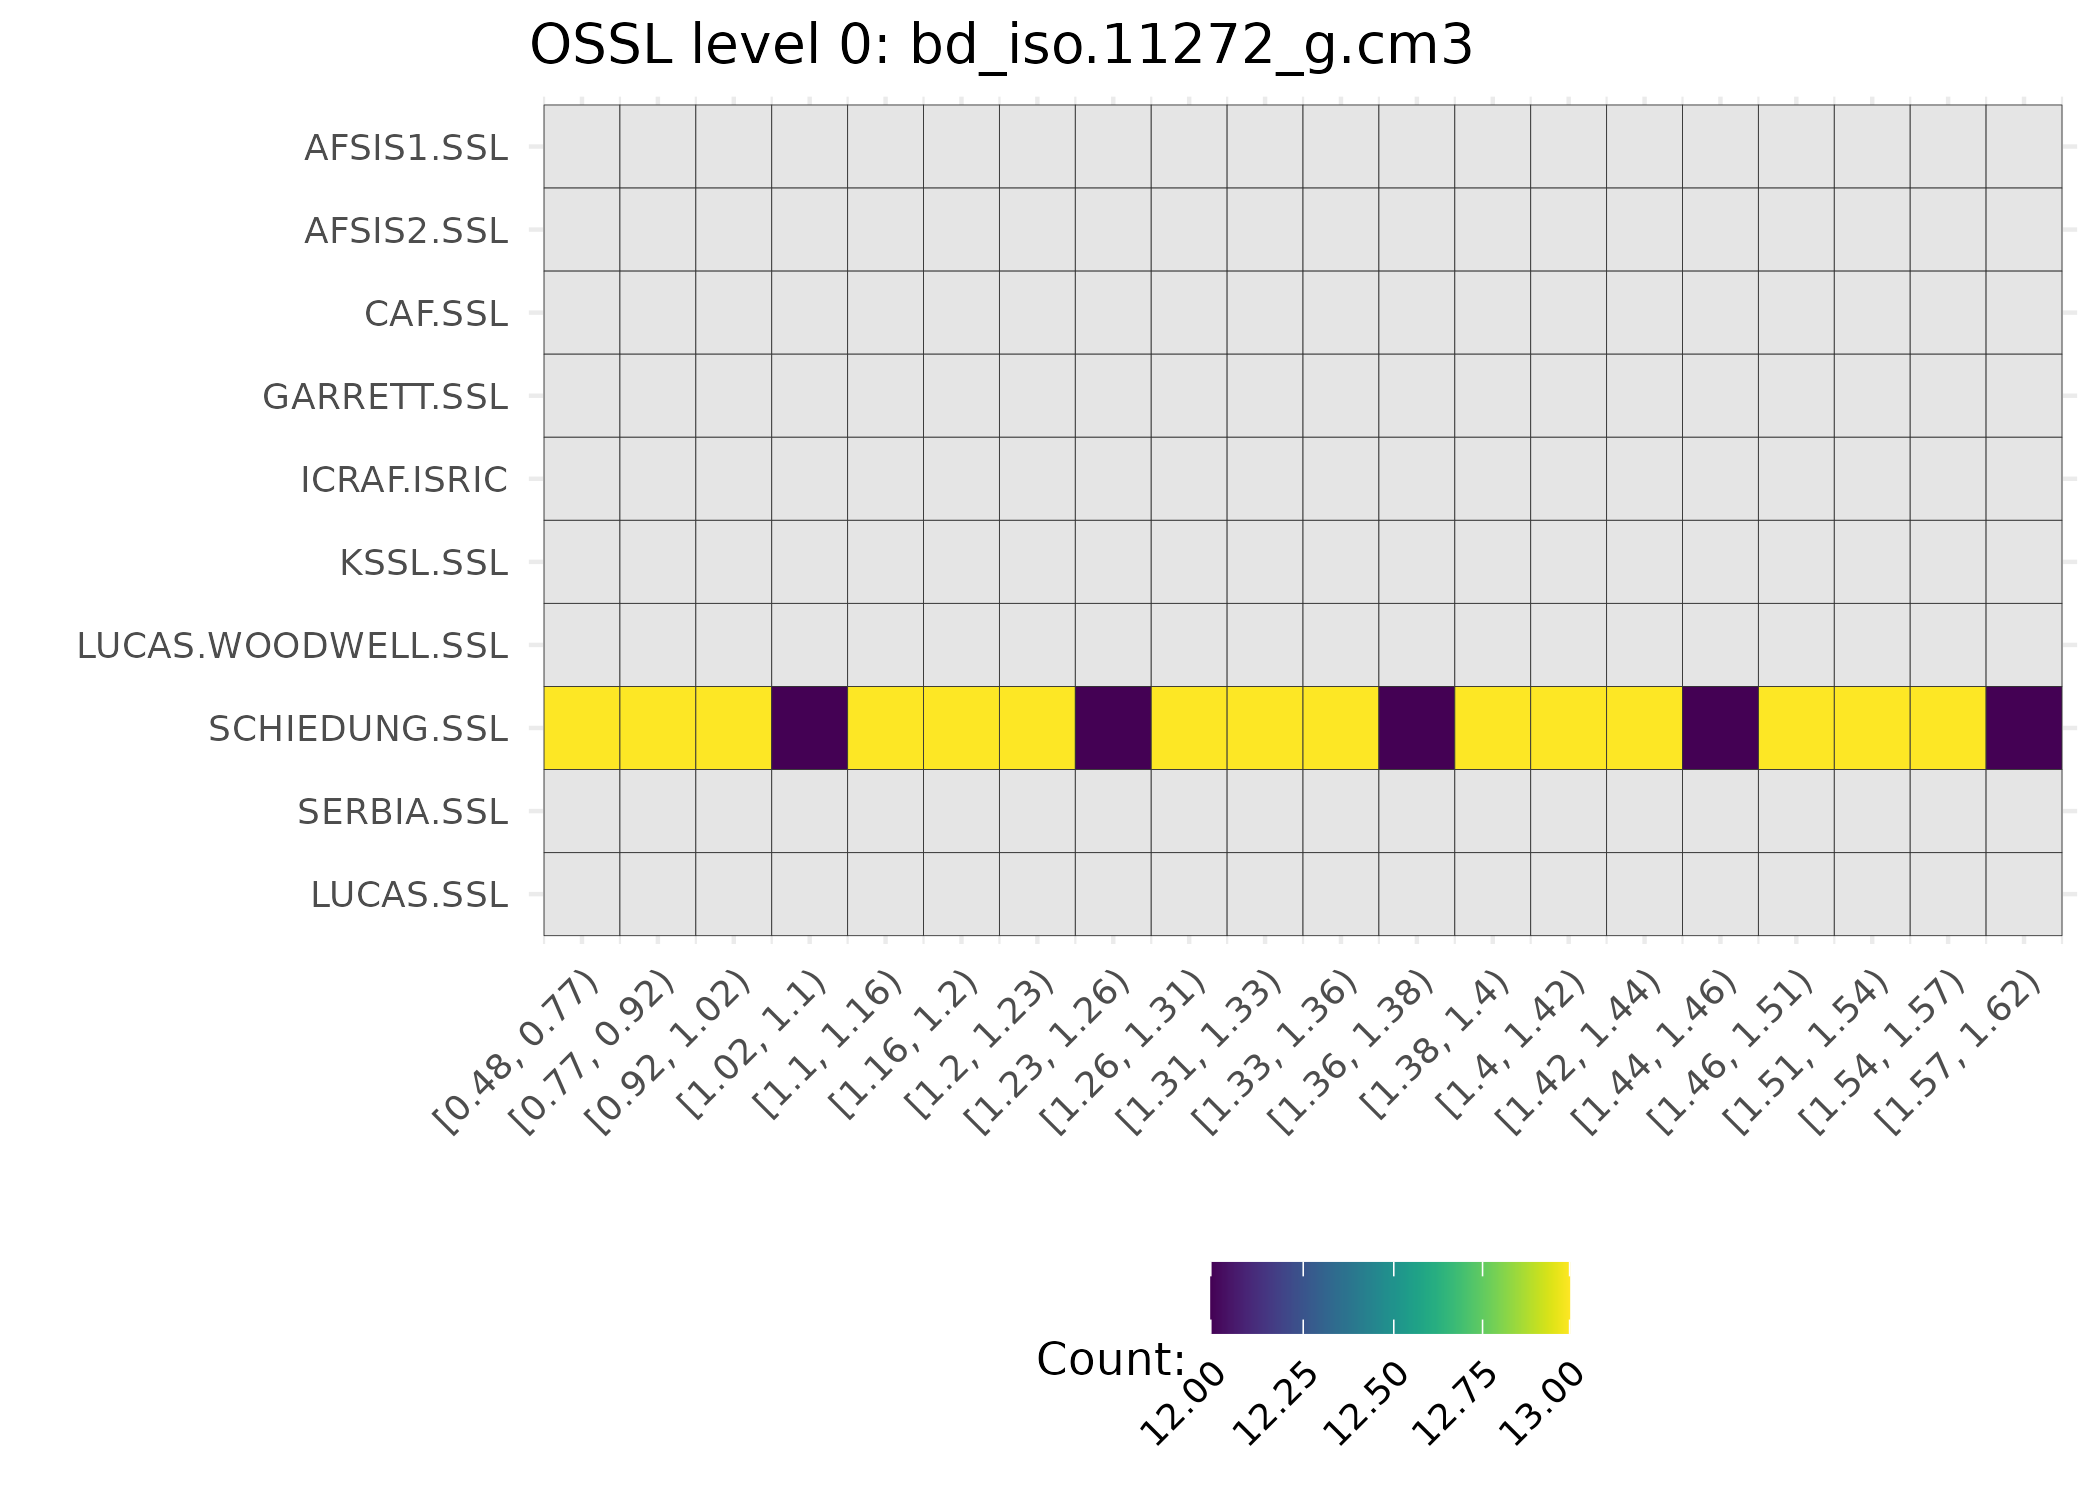 OSSL level 0: bd_iso.11272_g.cm3
AFSIS1.SSL
AFSIS2.SSL
CAF.SSL
GARRETT.SSL
ICRAF.ISRIC
KSSL.SSL
LUCAS.WOODWELL.SSL
SCHIEDUNG.SSL
SERBIA.SSL
LUCAS.SSL
[0.48, 0.77)
[0.77, 0.92)
[0.92, 1.02)
[1.02, 1.1)
[1.1, 1.16)
[1.16, 1.2)
[1.2, 1.23)
[1.23, 1.26)
[1.26, 1.31)
[1.31, 1.33)
[1.33, 1.36)
[1.36, 1.38)
[1.38, 1.4)
[1.4, 1.42)
[1.42, 1.44)
[1.44, 1.46)
[1.46, 1.51)
[1.51, 1.54)
[1.54, 1.57)
[1.57, 1.62)
Count:
12.00
12.25
12.50
12.75
13.00